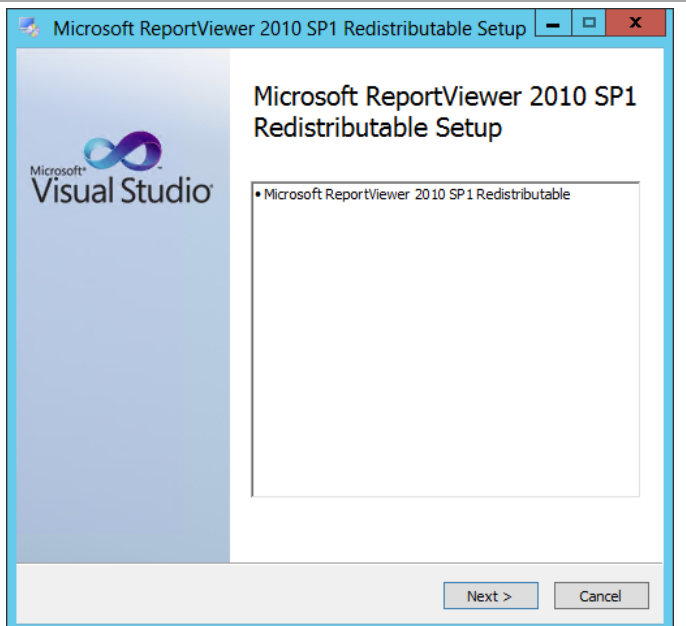 Microsoft ReportViewer 2010 SP1 Redistributable Setup
Microsoft ReportViewer 2010 SP1
Redistributable Setup
Microsoft®
Visual Studio®
• Microsoft ReportViewer 2010 SP1 Redistributable
Next >
Cancel